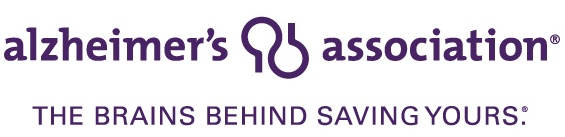 alzheimer's association®
THE BRAINS BEHIND SAVING YOURS.®